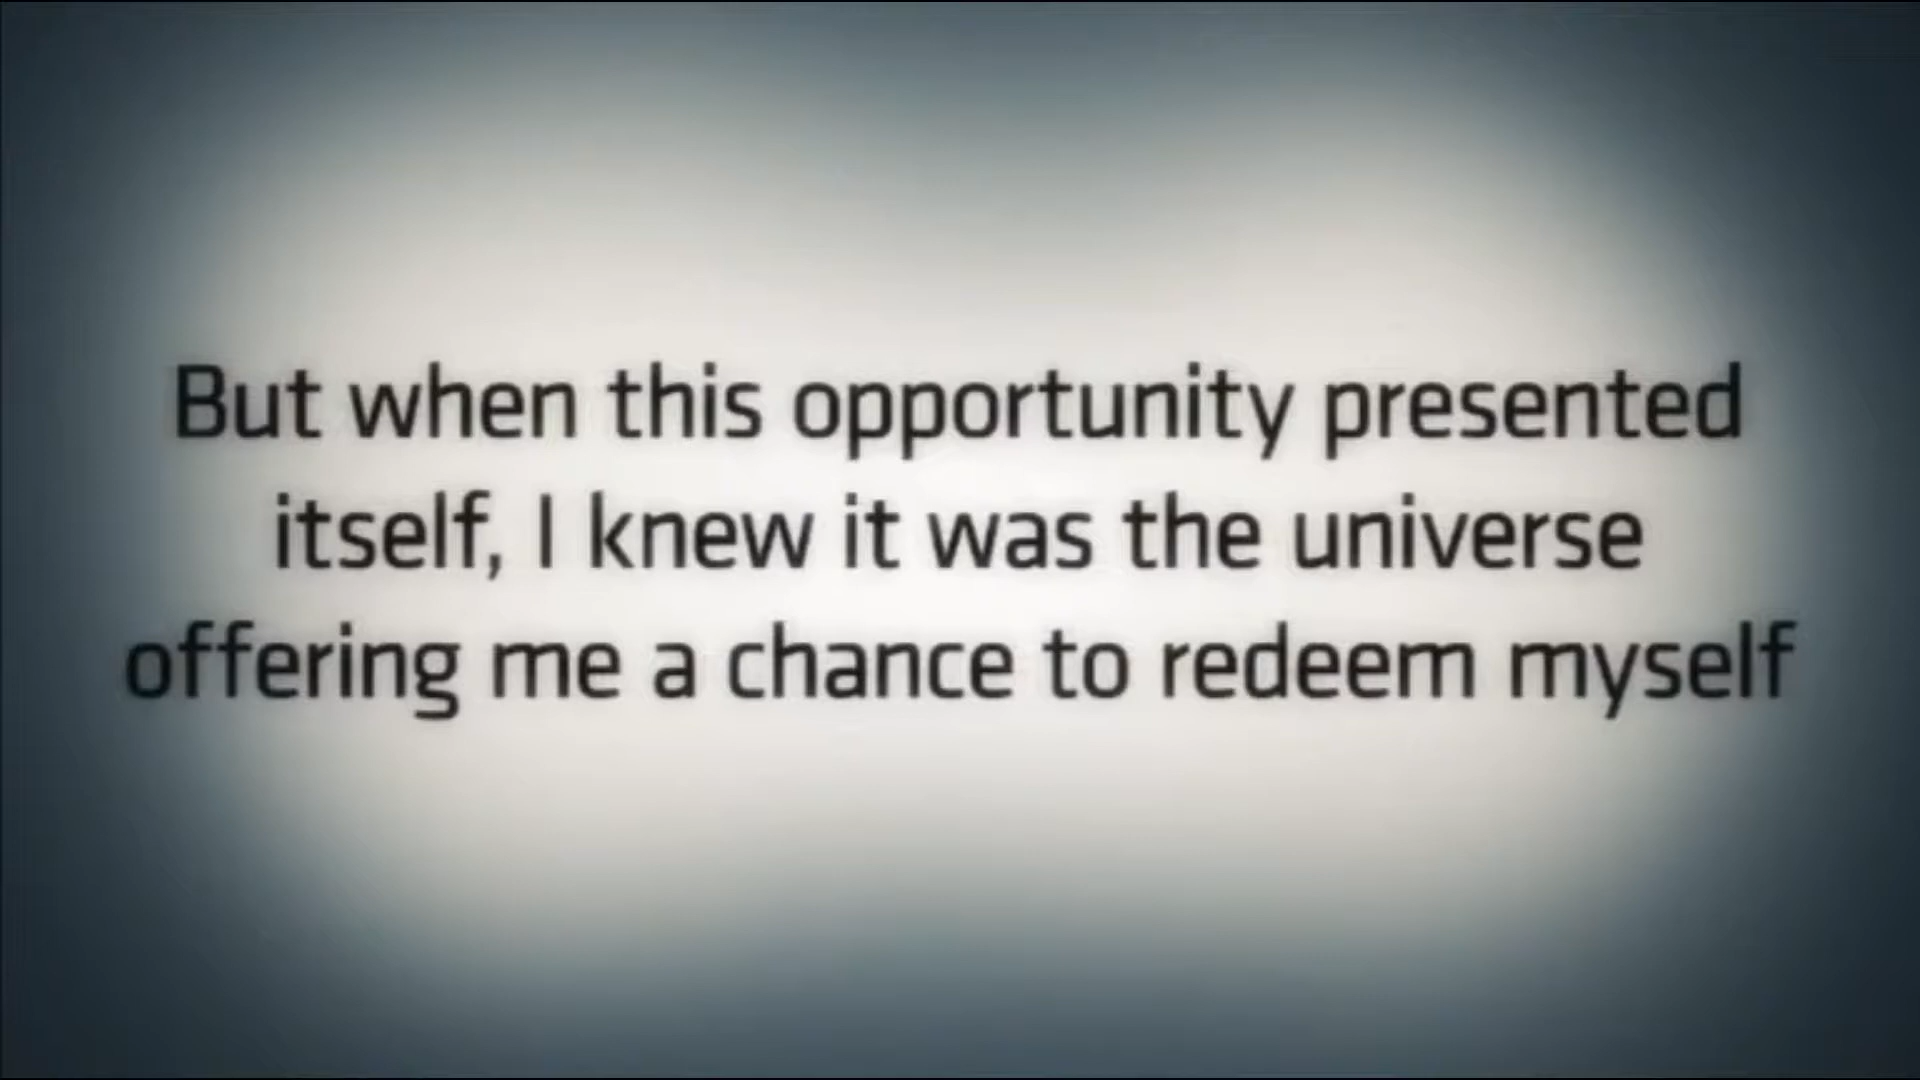 But when this opportunity presented
itself, I knew it was the universe
offering me a chance to redeem myself